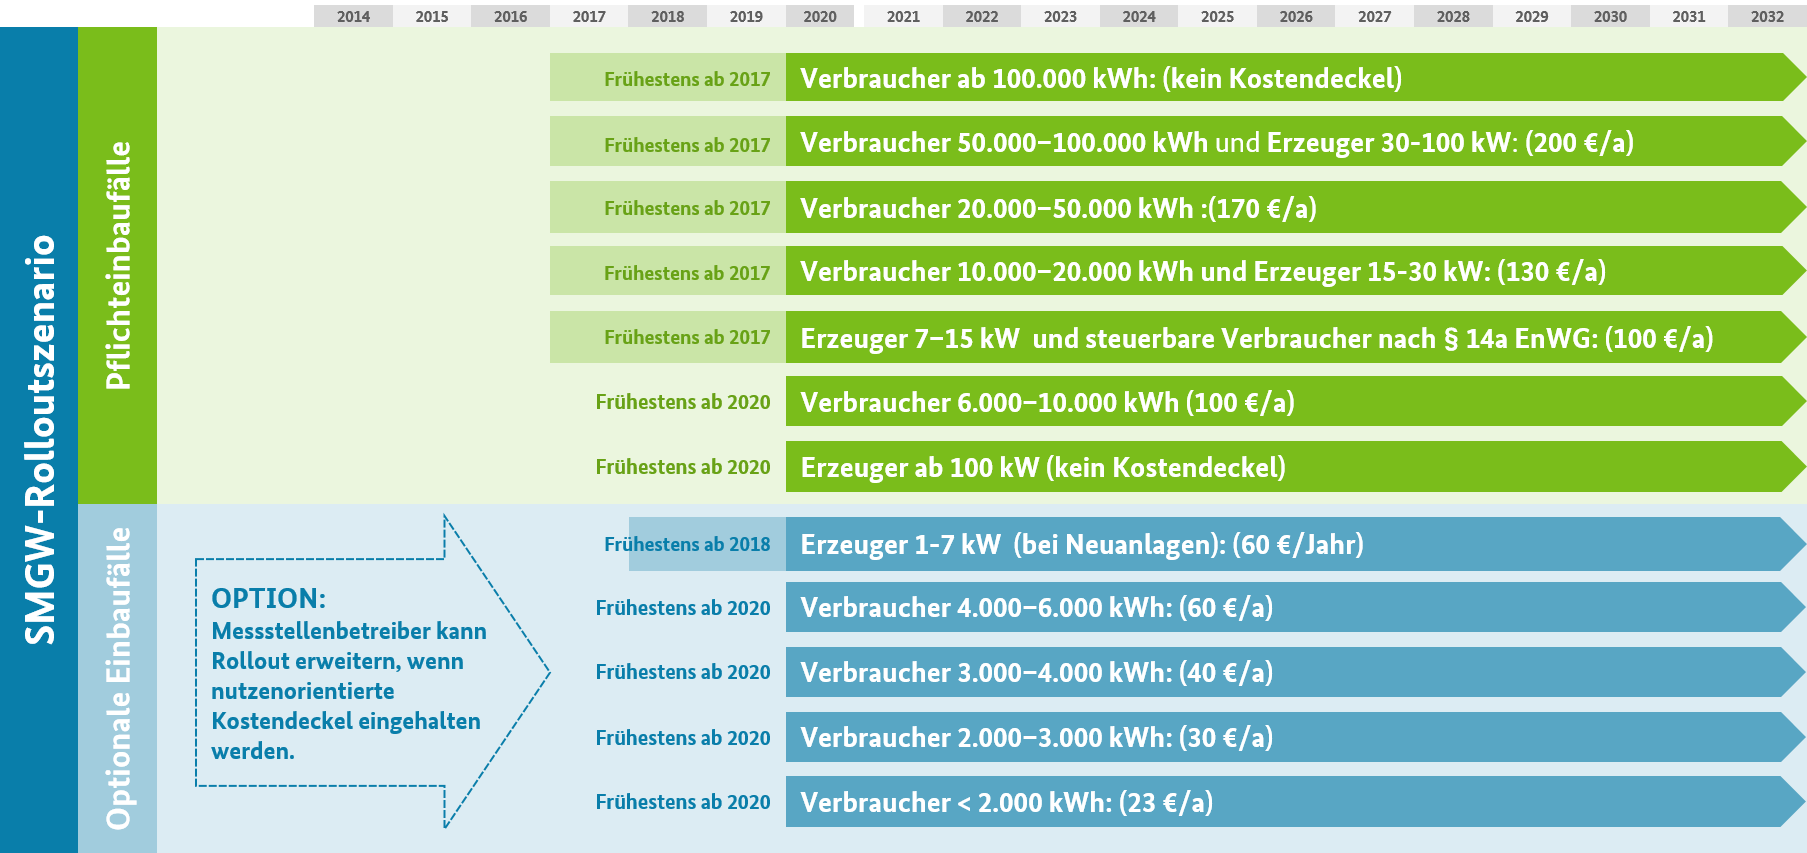 2014 2015 2016 2017 2018 2019 2020 2021 2022 2023 2024 2025 2026 2027 2028 2029 2030 2031 2032
SMGW-Rolloutszenario
Pflichteinbaufälle
Frühestens ab 2017 Verbraucher ab 100.000 kWh: (kein Kostendeckel)
Frühestens ab 2017 Verbraucher 50.000–100.000 kWh und Erzeuger 30-100 kW: (200 €/a)
Frühestens ab 2017 Verbraucher 20.000–50.000 kWh :(170 €/a)
Frühestens ab 2017 Verbraucher 10.000–20.000 kWh und Erzeuger 15-30 kW: (130 €/a)
Frühestens ab 2017 Erzeuger 7–15 kW und steuerbare Verbraucher nach § 14a EnWG: (100 €/a)
Frühestens ab 2020 Verbraucher 6.000–10.000 kWh (100 €/a)
Frühestens ab 2020 Erzeuger ab 100 kW (kein Kostendeckel)
Optionale Einbaufälle
OPTION:
Messstellenbetreiber kann
Rollout erweitern, wenn
nutzenorientierte
Kostendeckel eingehalten
werden.
Frühestens ab 2018 Erzeuger 1-7 kW (bei Neuanlagen): (60 €/Jahr)
Frühestens ab 2020 Verbraucher 4.000–6.000 kWh: (60 €/a)
Frühestens ab 2020 Verbraucher 3.000–4.000 kWh: (40 €/a)
Frühestens ab 2020 Verbraucher 2.000–3.000 kWh: (30 €/a)
Frühestens ab 2020 Verbraucher < 2.000 kWh: (23 €/a)